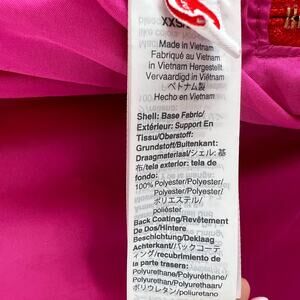 XXS
Made in Vietnam
Fabriqué au Vietnam
in Vietnam Hergestellt
Vervaardigd in Vietnam
ベトナム製
Hecho en Vietnam
Shell: Base Fabric/
Extérieur: Support En
Tissu/Oberstoff:
Grundstoff/Buitenkant:
Draagmateriaal/シェル: 基
布/tela exterior: tela de
fondo:
100% Polyester/Polyester/
Polyester/Polyester/
ポリエステル/
poliéster
Back Coating/Revêtement
De Dos/Hintere
Beschichtung/Deklaag
Achterkant/バックコーティ
ング/recubrimiento de
la parte trasera:
Polyurethane/Polyuréthane/
Polyurethan/Polyurethaan/
ポリウレタン/poliuretano